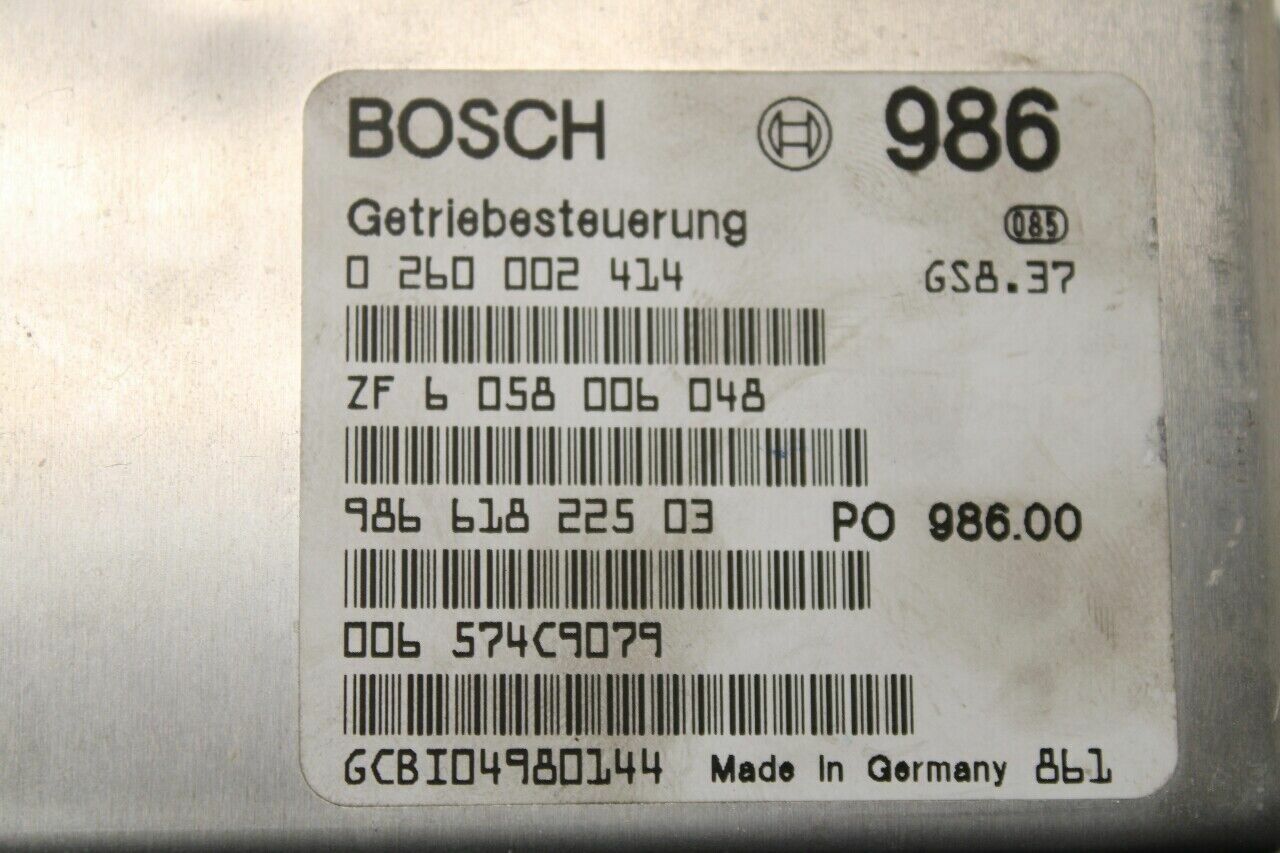 BOSCH 986
Getriebesteuerung 085
0 260 002 414 GS8.37
ZF 6 058 006 048
986 618 225 03 PO 986.00
006 574C9079
GCBI04980144 Made in Germany 861